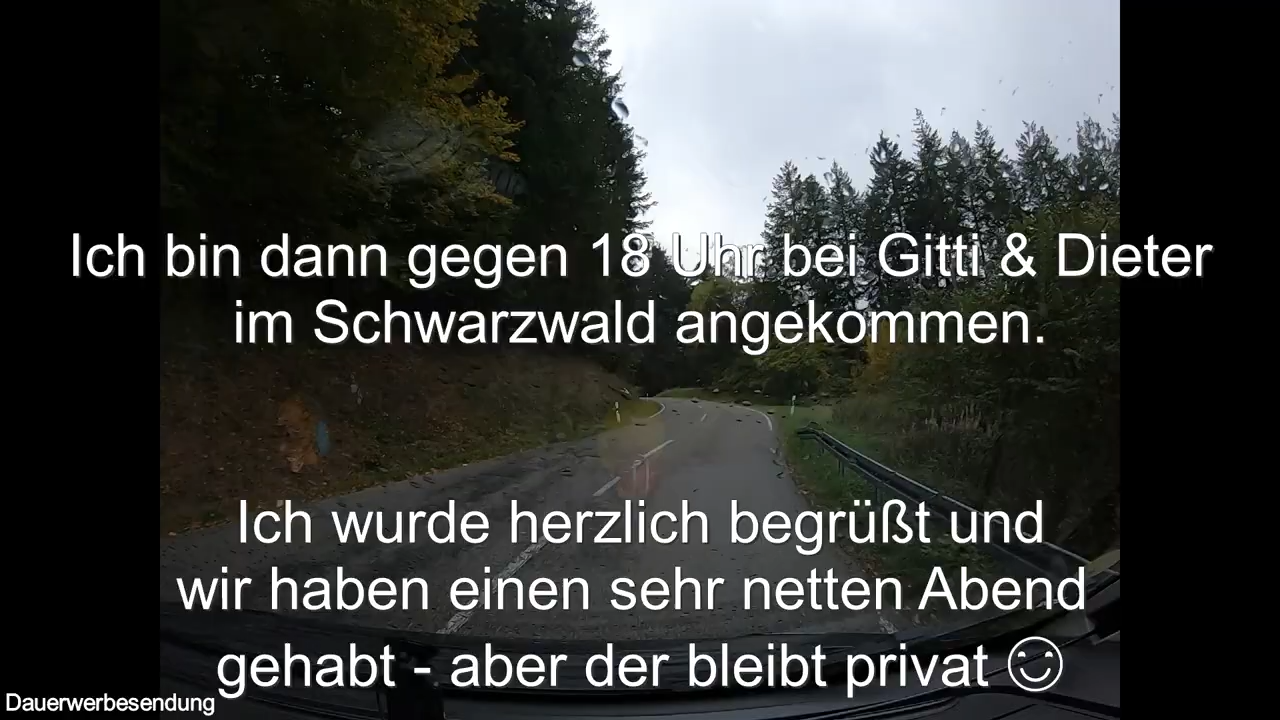 Ich bin dann gegen 18 Uhr bei Gitti & Dieter
im Schwarzwald angekommen.
Ich wurde herzlich begrüßt und
wir haben einen sehr netten Abend
gehabt - aber der bleibt privat 😉
Dauerwerbesendung